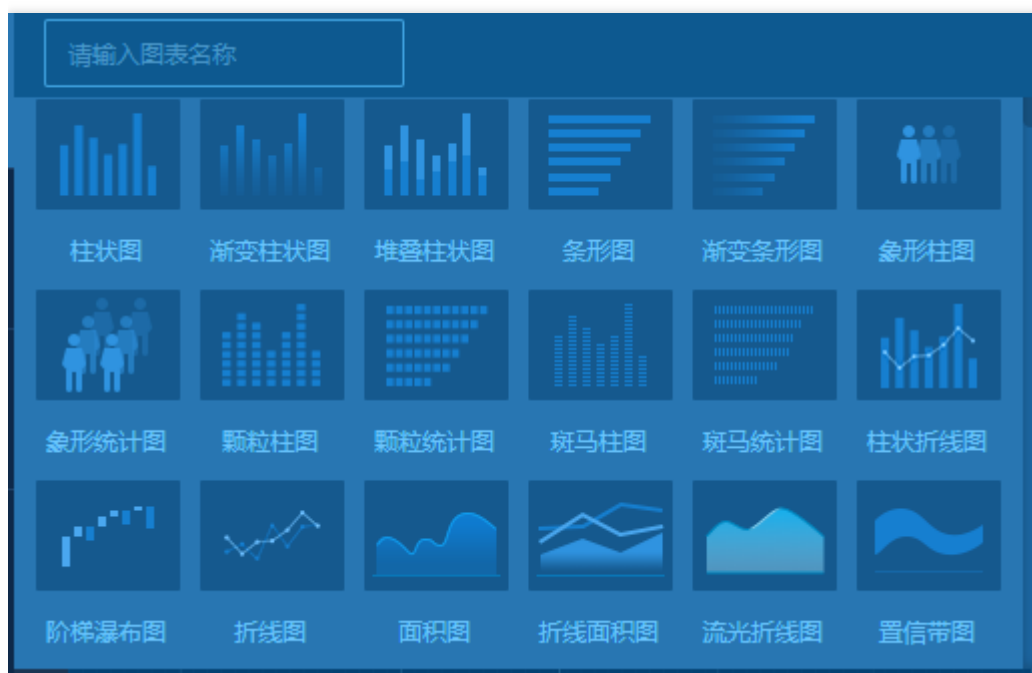 请输入图表名称
柱状图 渐变柱状图 堆叠柱状图 条形图 渐变条形图 象形柱图
象形统计图 颗粒柱图 颗粒统计图 斑马柱图 斑马统计图 柱状折线图
阶梯瀑布图 折线图 面积图 折线面积图 流光折线图 置信带图